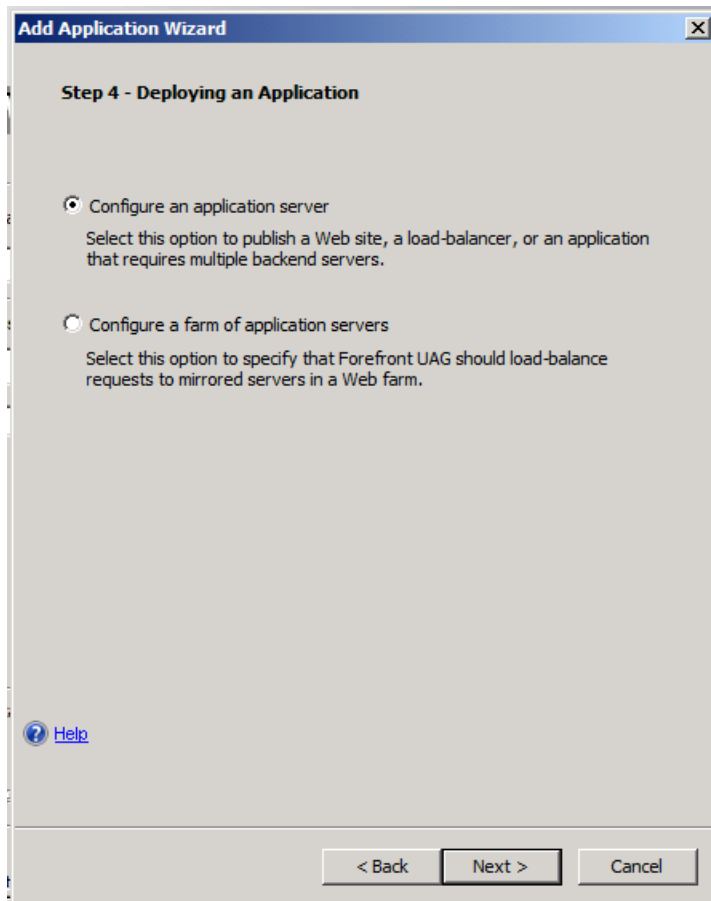 Add Application Wizard
Step 4 - Deploying an Application
Configure an application server
Select this option to publish a Web site, a load-balancer, or an application
that requires multiple backend servers.
Configure a farm of application servers
Select this option to specify that Forefront UAG should load-balance
requests to mirrored servers in a Web farm.
Help
< Back
Next >
Cancel